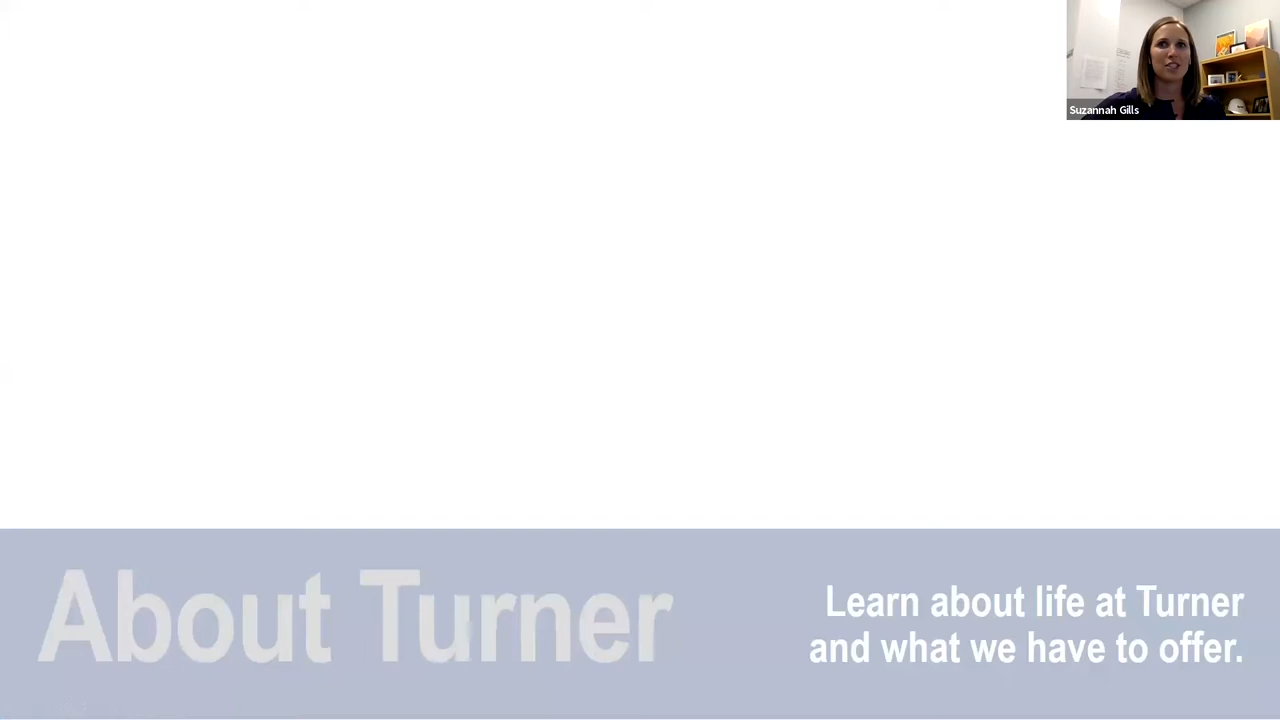 Suzannah Gills
About Turner
Learn about life at Turner
and what we have to offer.